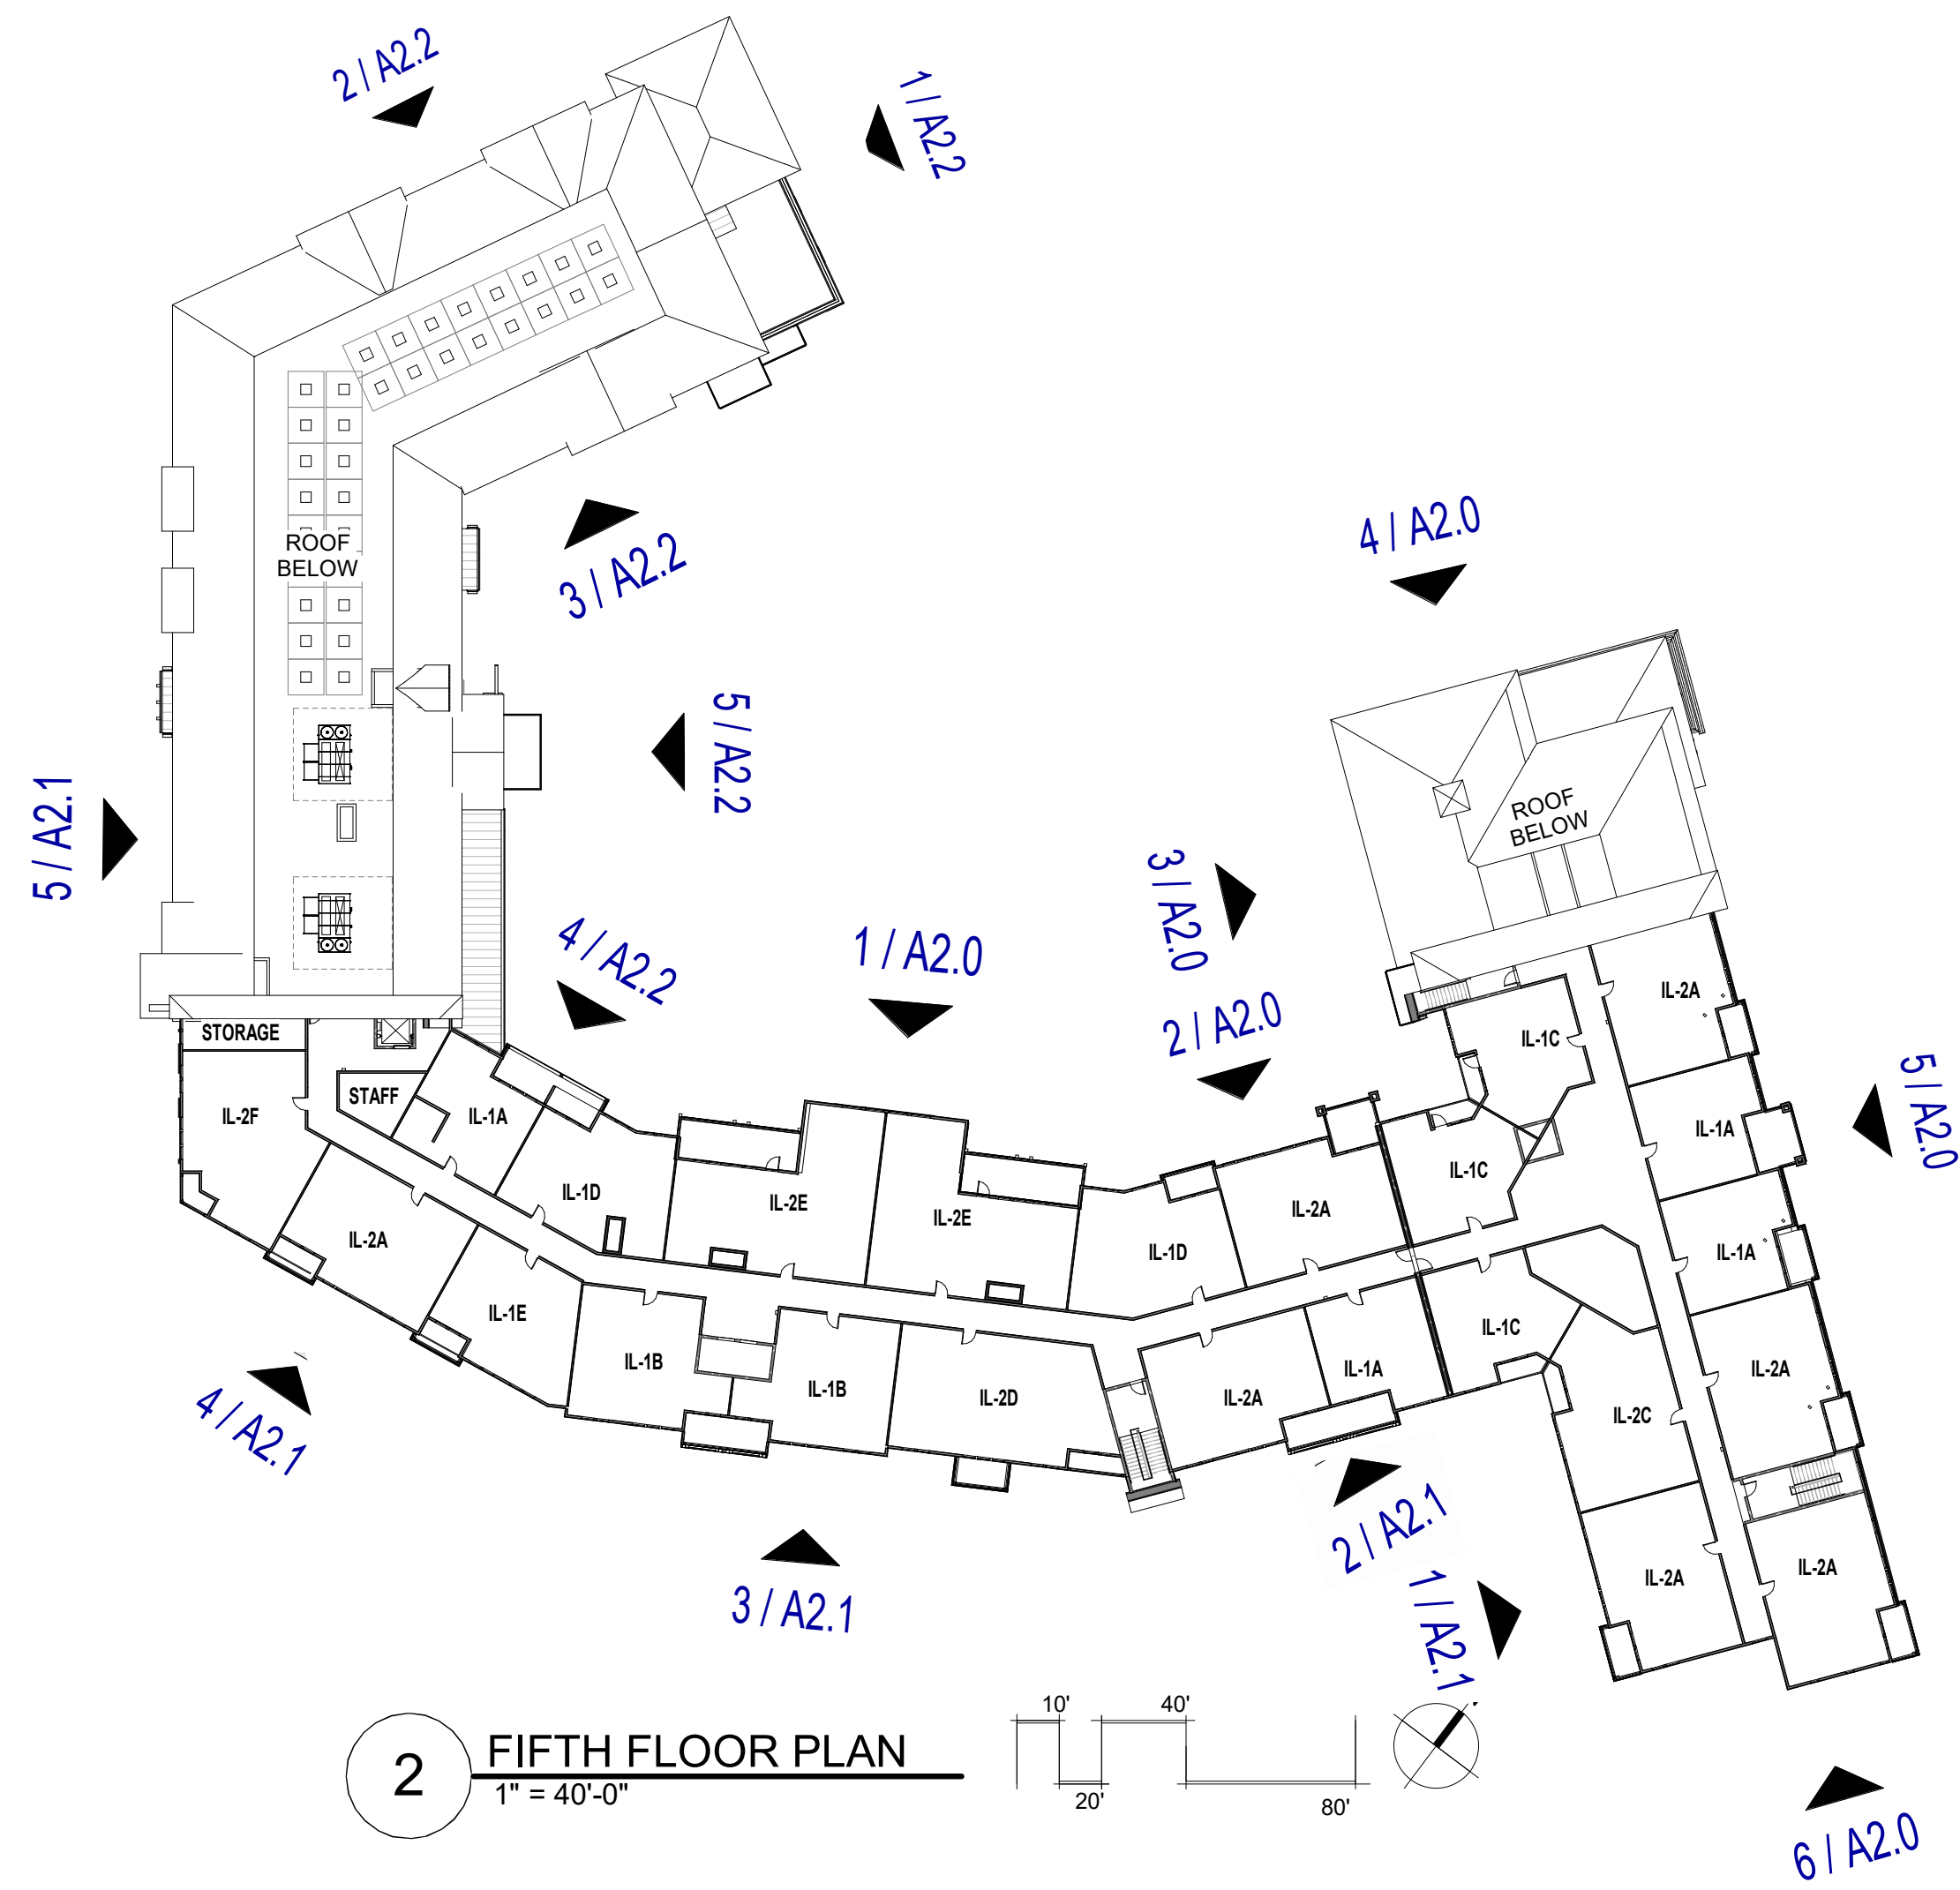 2 / A2.2
1 / A2.2
ROOF
BELOW
3 / A2.2
4 / A2.0
5 / A2.2
5 / A2.1
ROOF
BELOW
3 / A2.0
4 / A2.2
1 / A2.0
2 / A2.0
IL-2A
STORAGE
IL-1C
STAFF
IL-2F
IL-1A
IL-1A
5 / A2.0
IL-1D
IL-2E
IL-2E
IL-2A
IL-1C
IL-2A
IL-1D
IL-1A
IL-1E
IL-1B
IL-1B
IL-2D
IL-2A
IL-1A
IL-1C
IL-2A
IL-2C
4 / A2.1
3 / A2.1
2 / A2.1
1 / A2.1
IL-2A
IL-2A
2
FIFTH FLOOR PLAN
1" = 40'-0"
10'
40'
20'
80'
6 / A2.0